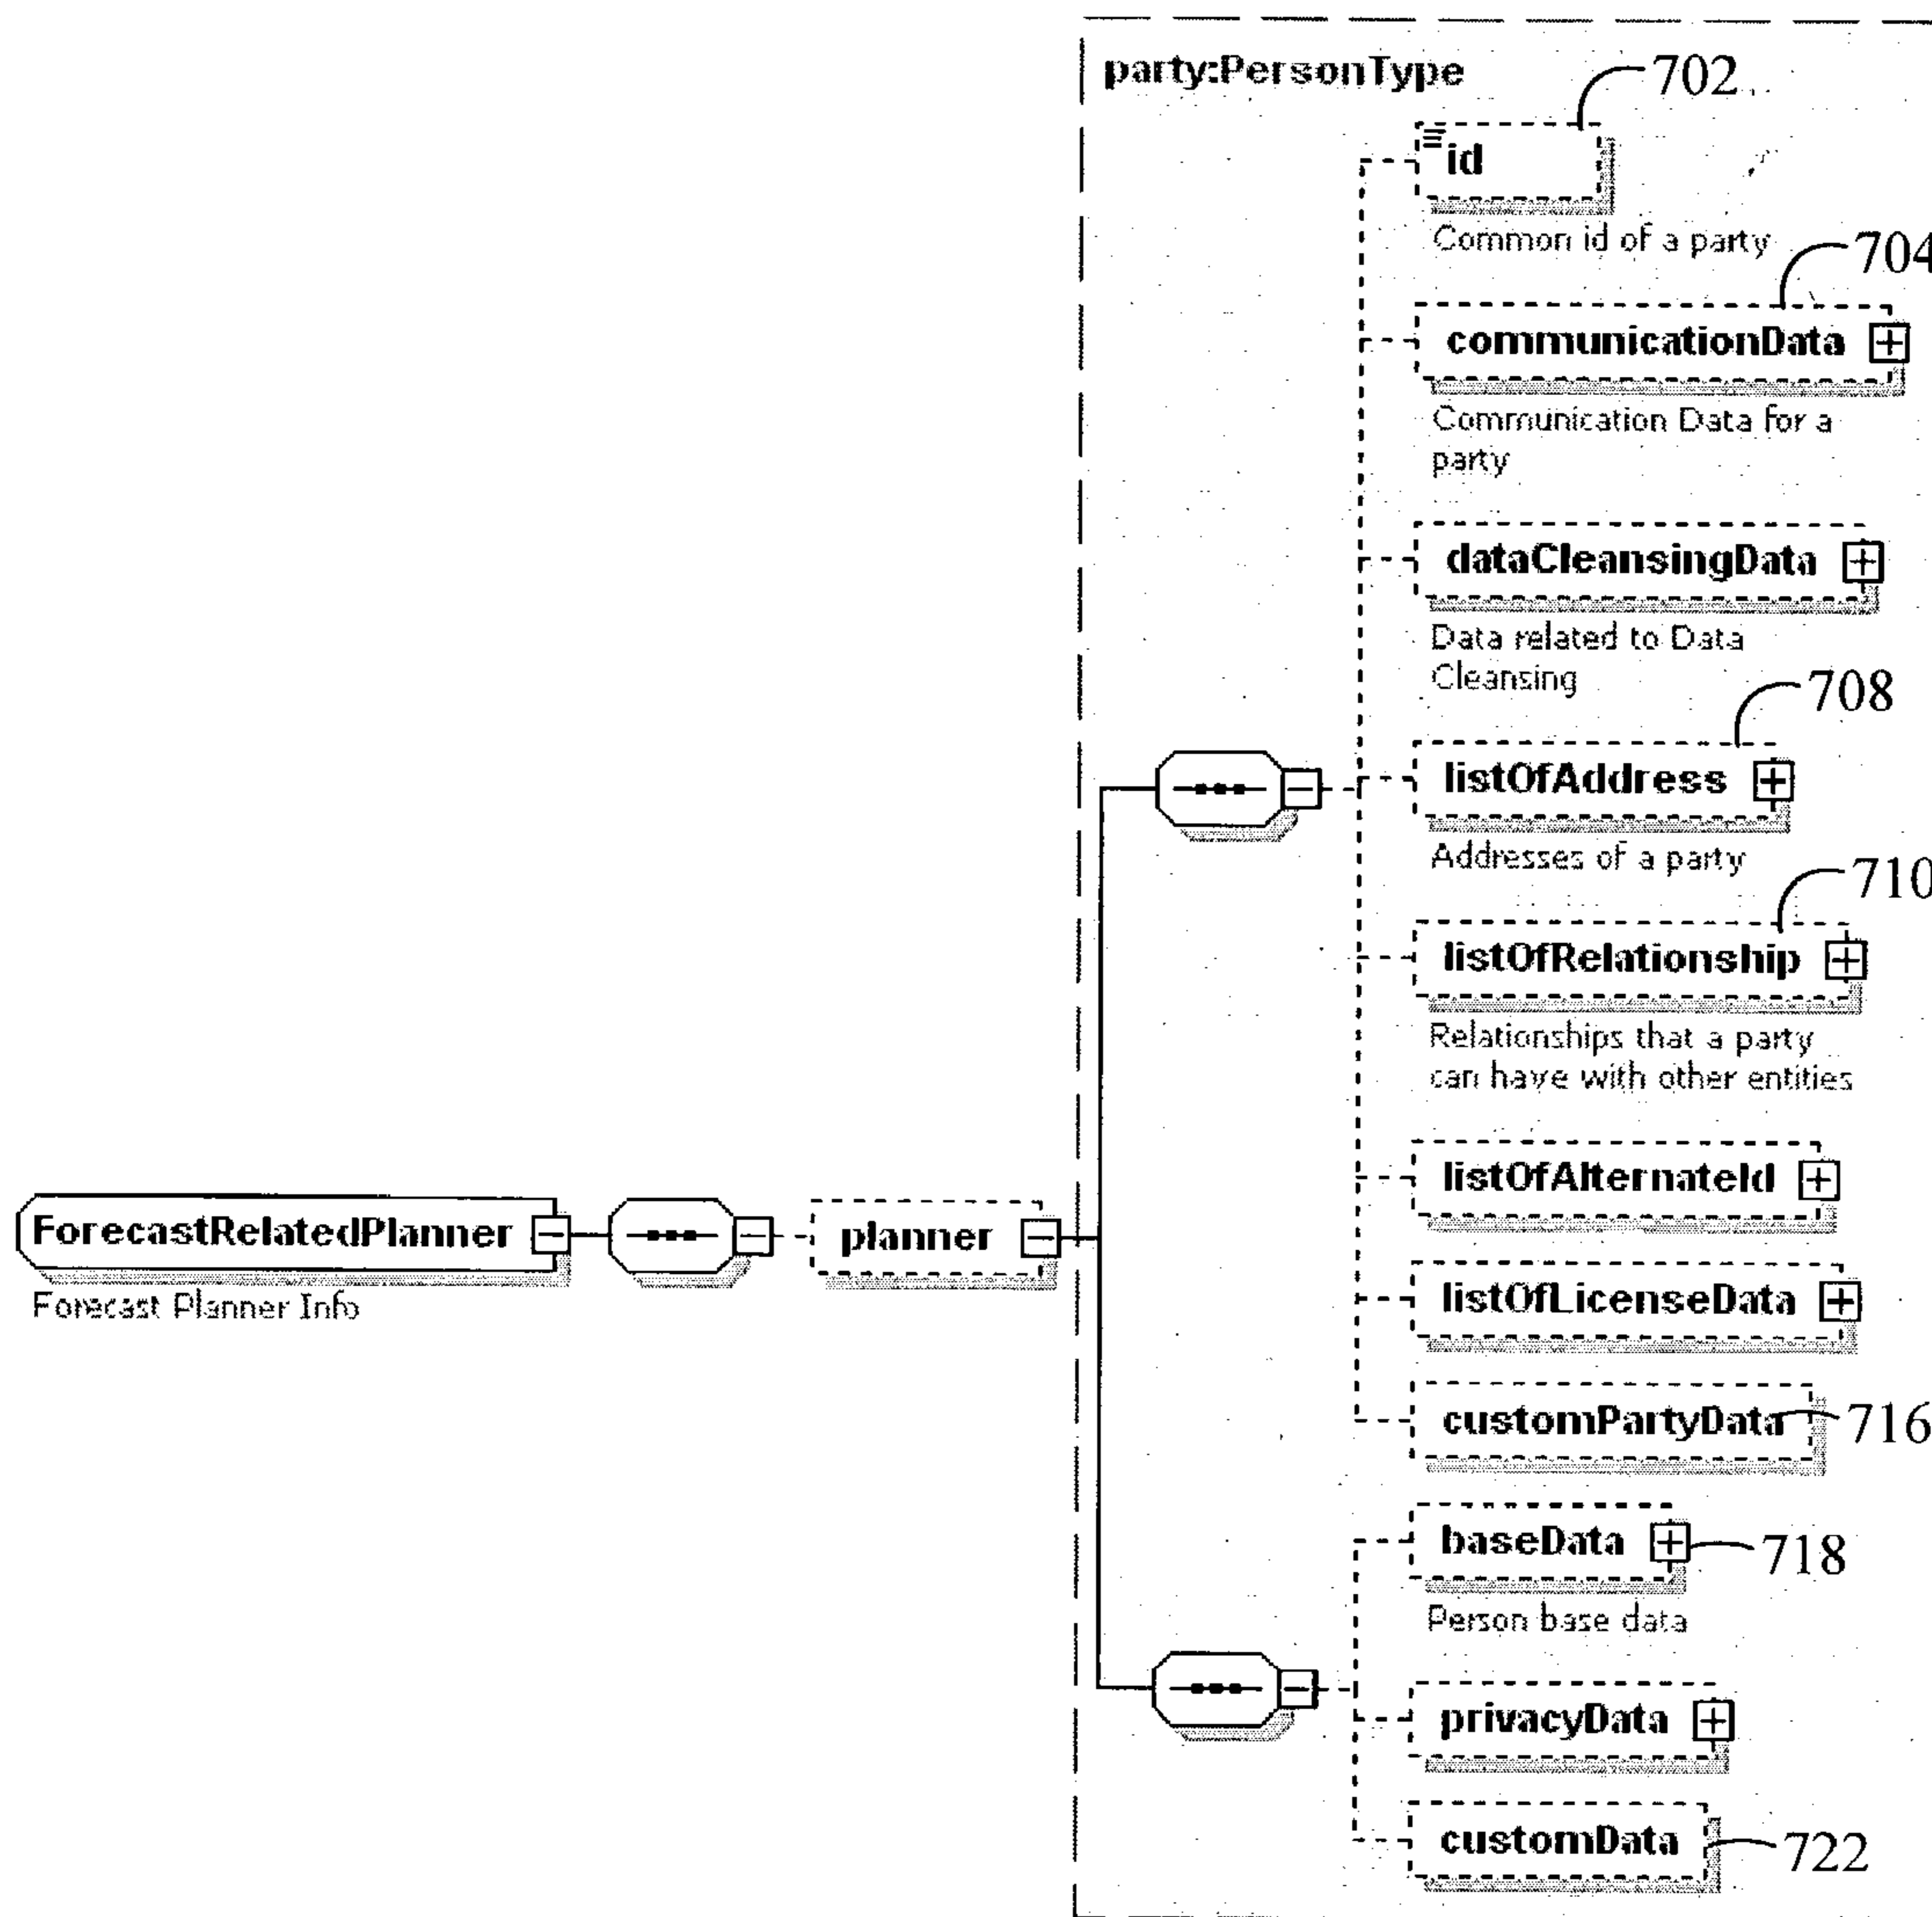 party:PersonType
702
id
Common id of a party
704
communicationData
Communication Data for a
party
dataCleansingData
Data related to Data
Cleansing
708
listOfAddress
Addresses of a party
710
listOfRelationship
Relationships that a party
can have with other entities
listOfAlternateId
ForecastRelatedPlanner
planner
Forecast Planner Info
listOfLicenseData
customPartyData
716
baseData
718
Person base data
privacyData
customData
722